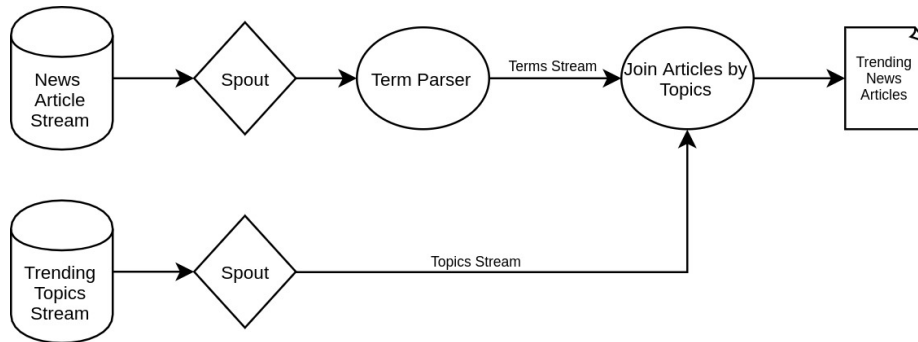 News
Article
Stream
Spout
Term Parser
Terms Stream
Join Articles by
Topics
Trending
News
Articles
Trending
Topics
Stream
Spout
Topics Stream